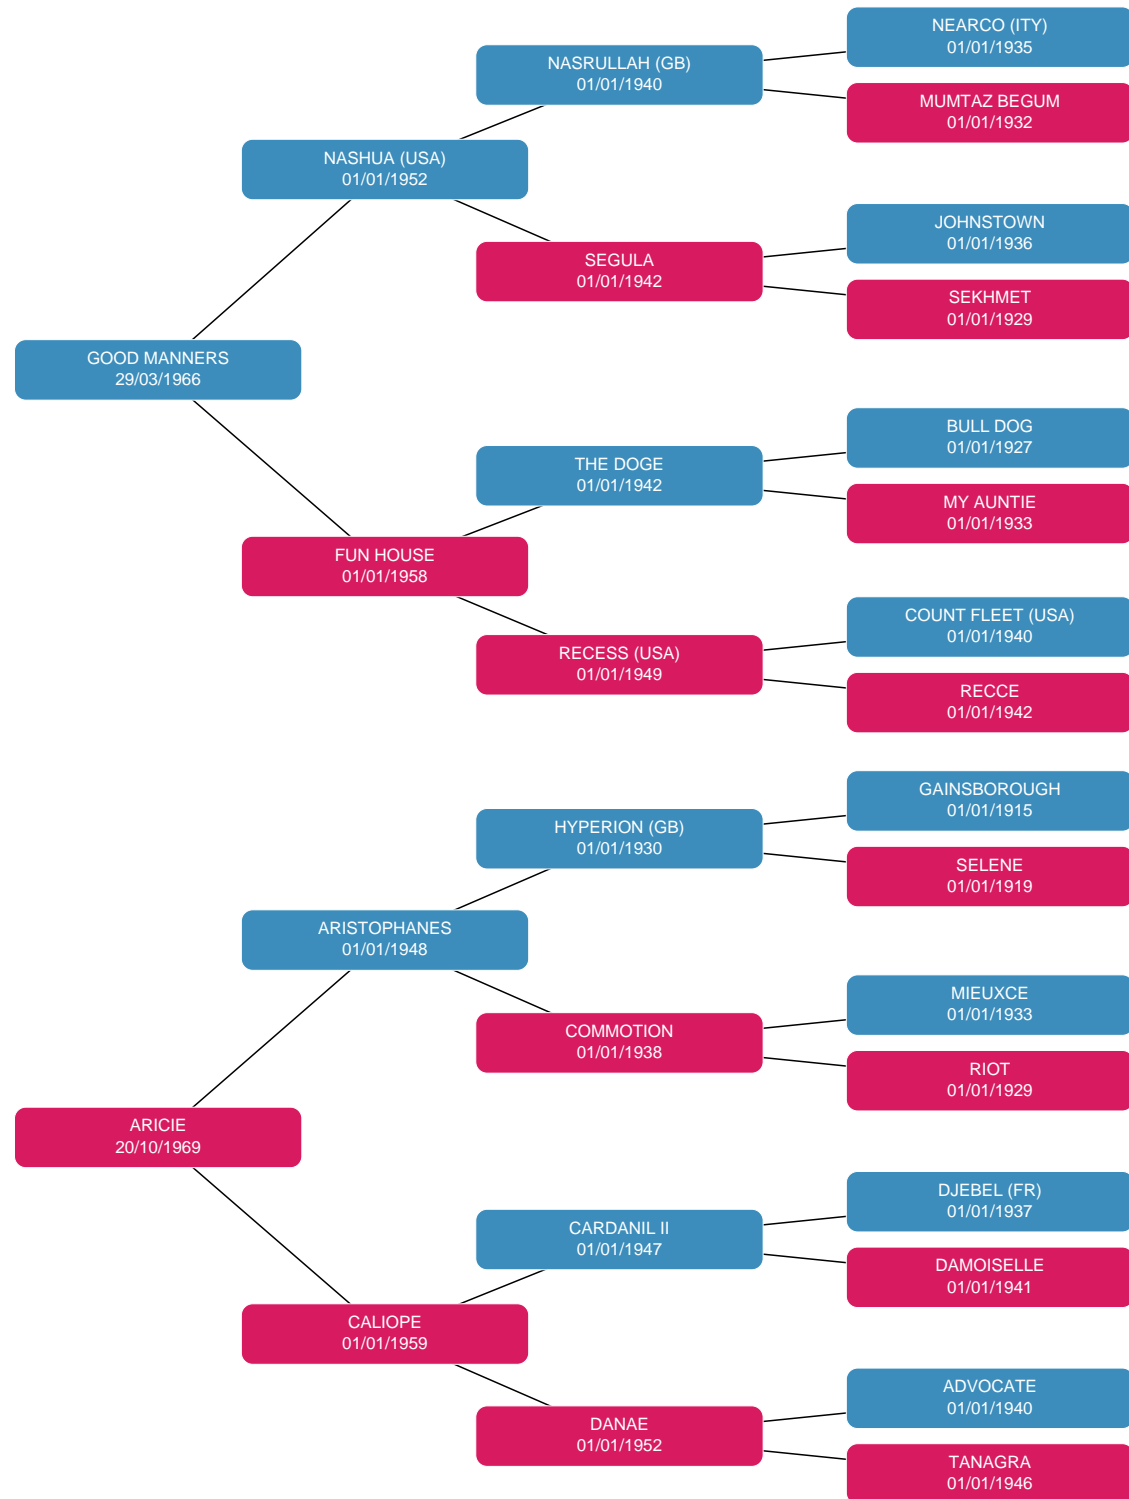 NEARCO (ITY)
01/01/1935
NASRULLAH (GB)
01/01/1940
MUMTAZ BEGUM
01/01/1932
NASHUA (USA)
01/01/1952
JOHNSTOWN
01/01/1936
SEGULA
01/01/1942
SEKHMET
01/01/1929
GOOD MANNERS
29/03/1966
BULL DOG
01/01/1927
THE DOGE
01/01/1942
MY AUNTIE
01/01/1933
FUN HOUSE
01/01/1958
COUNT FLEET (USA)
01/01/1940
RECESS (USA)
01/01/1949
RECCE
01/01/1942
GAINSBOROUGH
01/01/1915
HYPERION (GB)
01/01/1930
SELENE
01/01/1919
ARISTOPHANES
01/01/1948
MIEUXCE
01/01/1933
COMMOTION
01/01/1938
RIOT
01/01/1929
ARICIE
20/10/1969
DJEBEL (FR)
01/01/1937
CARDANIL II
01/01/1947
DAMOISELLE
01/01/1941
CALIOPE
01/01/1959
ADVOCATE
01/01/1940
DANAE
01/01/1952
TANAGRA
01/01/1946